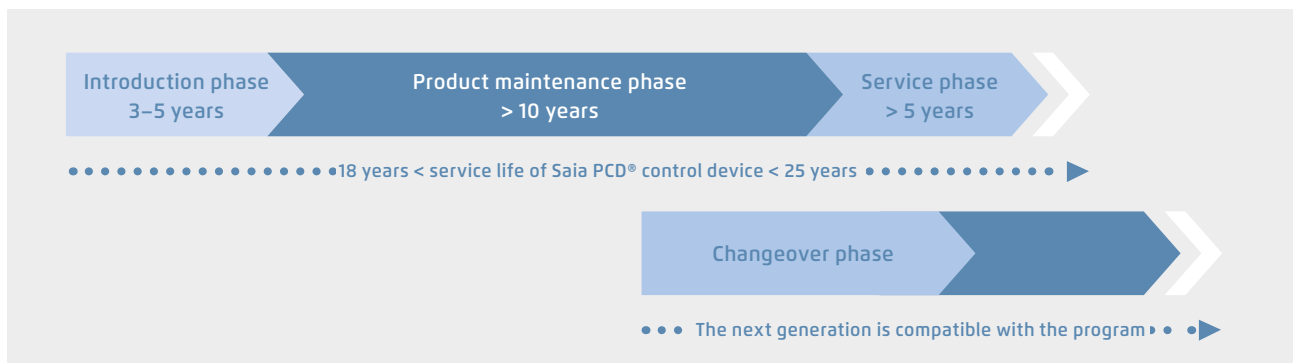 Introduction phase
3–5 years
Product maintenance phase
> 10 years
Service phase
> 5 years
18 years < service life of Saia PCD® control device < 25 years
Changeover phase
The next generation is compatible with the program